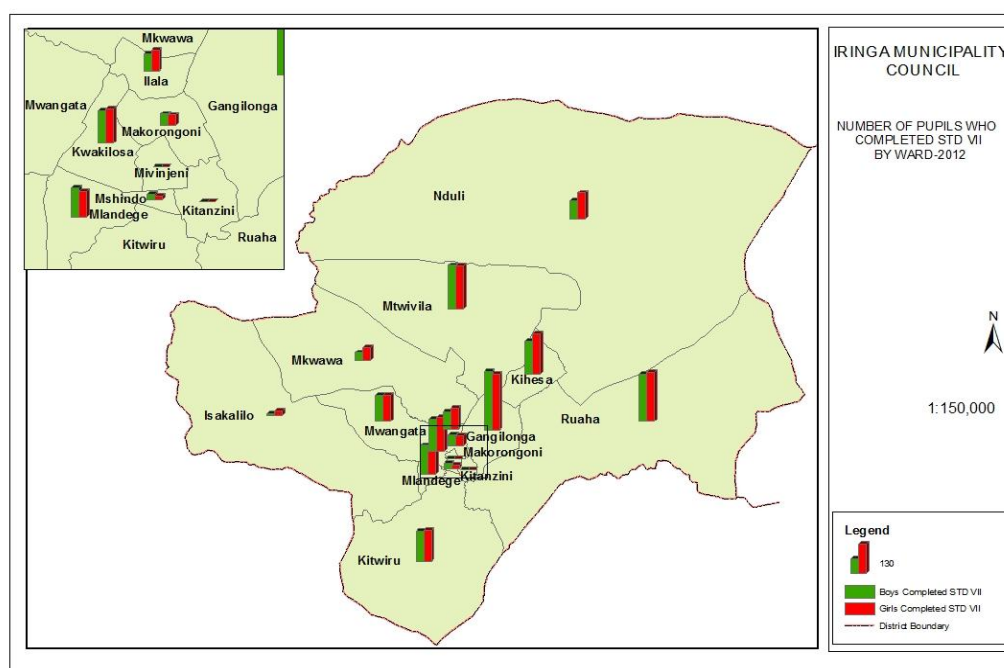 Mkwawa
Ilala
Mwangata
Gangilonga
Makorongoni
Kwakilosa
Mivinjeni
Mshindo
Mlandege
Kitanzini
Kitwiru
Ruaha
Nduli
Mtwivila
Mkwawa
Kihesa
Isakalilo
Ruaha
Mwangata
Gangilonga
Makorongoni
Kitanzini
Mlandege
Kitwiru
IRINGA MUNICIPALITY
COUNCIL
NUMBER OF PUPILS WHO
COMPLETED STD VII
BY WARD-2012
N
1:150,000
Legend
130
Boys Completed STD VII
Girls Completed STD VII
District Boundary